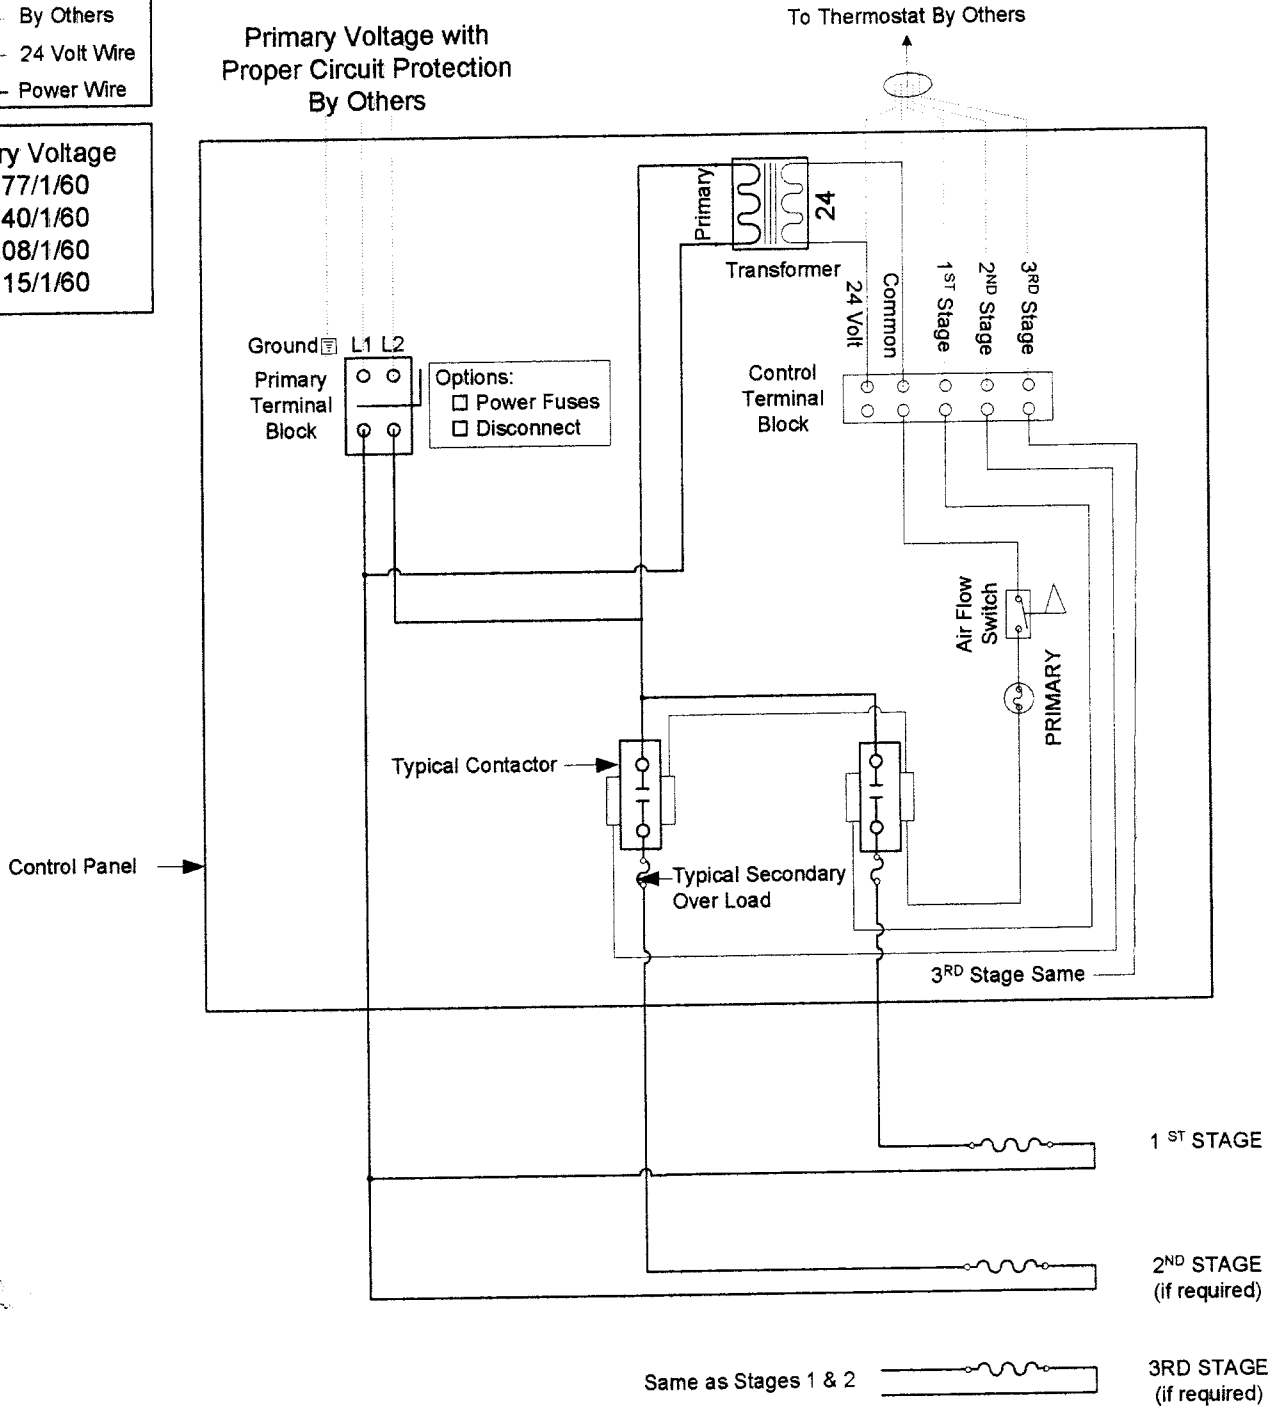 By Others
24 Volt Wire
Power Wire
ry Voltage
77/1/60
40/1/60
08/1/60
15/1/60
Primary Voltage with
Proper Circuit Protection
By Others
To Thermostat By Others
Primary
24
Transformer
24 Volt
Common
1ST Stage
2ND Stage
3RD Stage
Ground L1 L2
Primary
Terminal
Block
Options:
Power Fuses
Disconnect
Control
Terminal
Block
Air Flow
Switch
PRIMARY
Typical Contactor
Control Panel
Typical Secondary
Over Load
3RD Stage Same
1 ST STAGE
2ND STAGE
(if required)
Same as Stages 1 & 2
3RD STAGE
(if required)